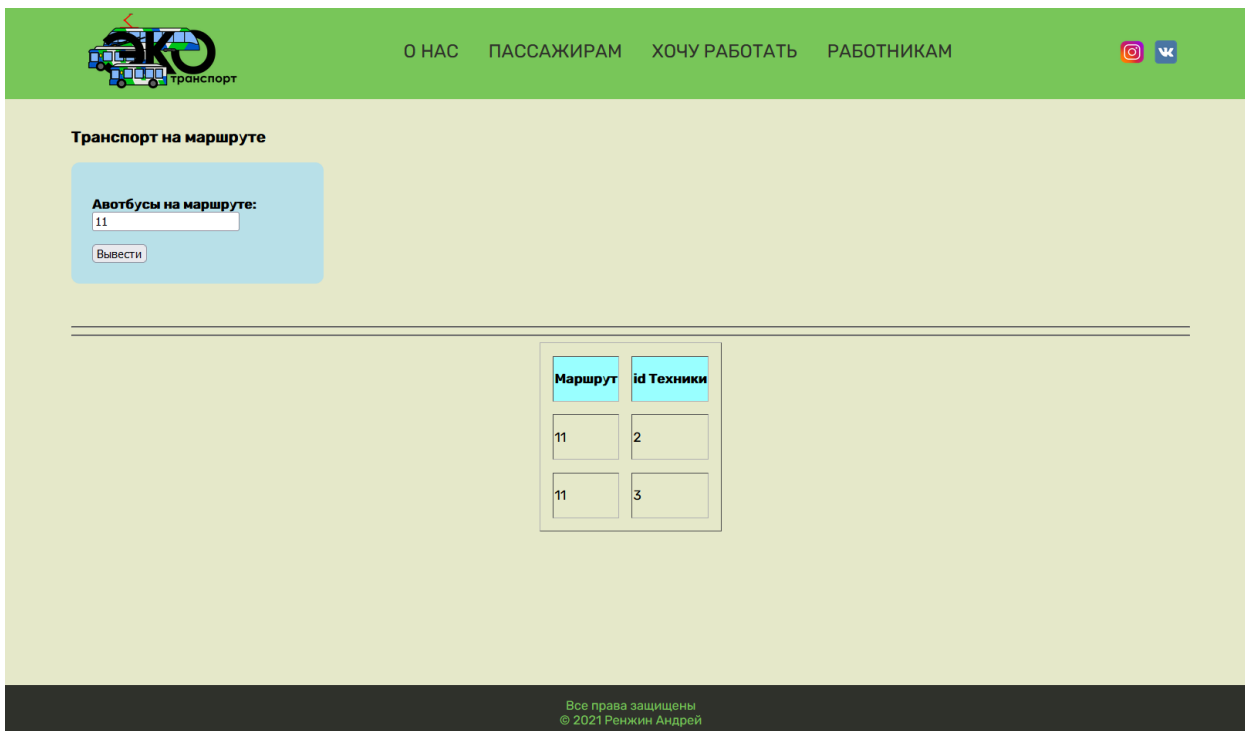 ЭКО
транспорт
О НАС ПАССАЖИРАМ ХОЧУ РАБОТАТЬ РАБОТНИКАМ
Транспорт на маршруте
Авотбусы на маршруте:
11
Вывести
Маршрут id Техники
11 2
11 3
Все права защищены
© 2021 Ренжин Андрей